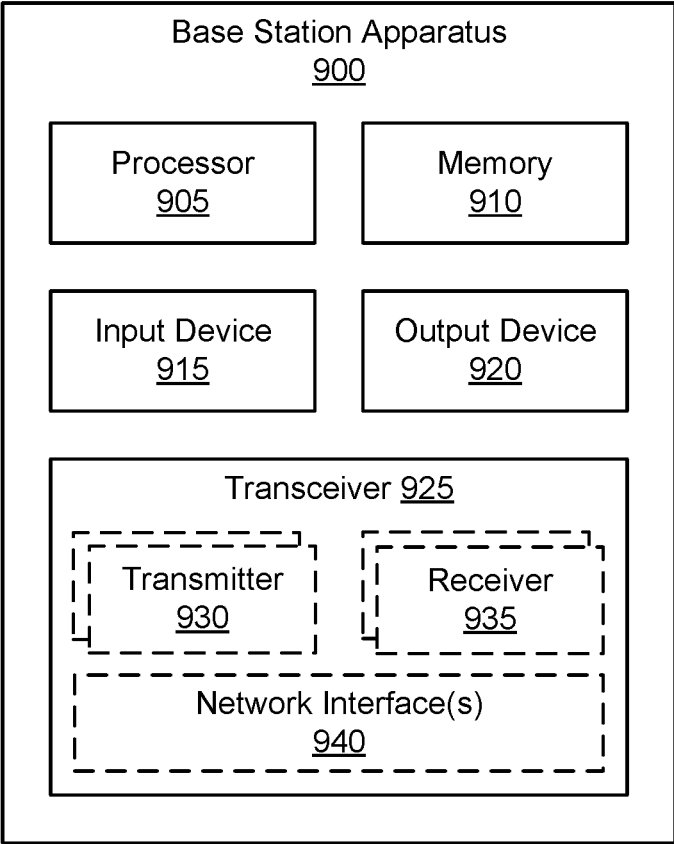 Base Station Apparatus
900
Processor
905
Memory
910
Input Device
915
Output Device
920
Transceiver 925
Transmitter
930
Receiver
935
Network Interface(s)
940